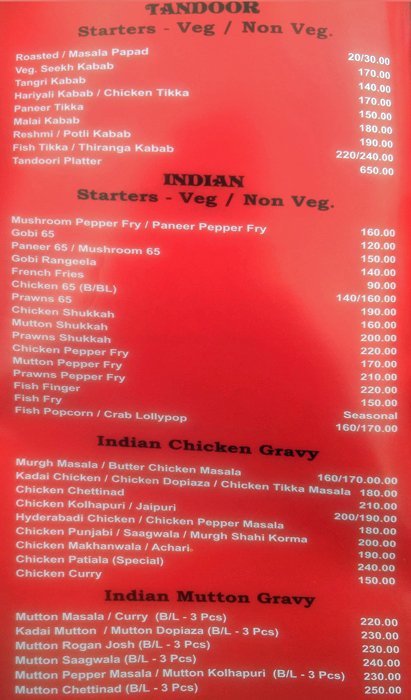 TANDOOR
Starters - Veg / Non Veg.
Roasted / Masala Papad 20/30.00
Veg. Seekh Kabab 170.00
Tangri Kabab 140.00
Hariyali Kabab / Chicken Tikka 170.00
Paneer Tikka 150.00
Malai Kabab 180.00
Reshmi / Potli Kabab 190.00
Fish Tikka / Thiranga Kabab 220/240.00
Tandoori Platter 650.00
INDIAN
Starters - Veg / Non Veg.
Mushroom Pepper Fry / Paneer Pepper Fry 160.00
Gobi 65 120.00
Paneer 65 / Mushroom 65 150.00
Gobi Rangeela 140.00
French Fries 90.00
Chicken 65 (B/BL) 140/160.00
Prawns 65 190.00
Chicken Shukkah 160.00
Mutton Shukkah 200.00
Prawns Shukkah 220.00
Chicken Pepper Fry 170.00
Mutton Pepper Fry 210.00
Prawns Pepper Fry 220.00
Fish Finger 150.00
Fish Fry Seasonal
Fish Popcorn / Crab Lollypop 160/170.00
Indian Chicken Gravy
Murgh Masala / Butter Chicken Masala 160/170.00.00
Kadai Chicken / Chicken Dopiaza / Chicken Tikka Masala 180.00
Chicken Chettinad 210.00
Chicken Kolhapuri / Jaipuri 200/190.00
Hyderabadi Chicken / Chicken Pepper Masala 180.00
Chicken Punjabi / Saagwala / Murgh Shahi Korma 200.00
Chicken Makhanwala / Achari. 190.00
Chicken Patiala (Special) 240.00
Chicken Curry 150.00
Indian Mutton Gravy
Mutton Masala / Curry (B/L - 3 Pcs) 220.00
Kadai Mutton / Mutton Dopiaza (B/L - 3 Pcs) 230.00
Mutton Rogan Josh (B/L - 3 Pcs) 230.00
Mutton Saagwala (B/L - 3 Pcs) 240.00
Mutton Pepper Masala / Mutton Kolhapuri (B/L - 3 Pcs) 230.00
Mutton Chettinad (B/L - 3 Pcs) 250.00